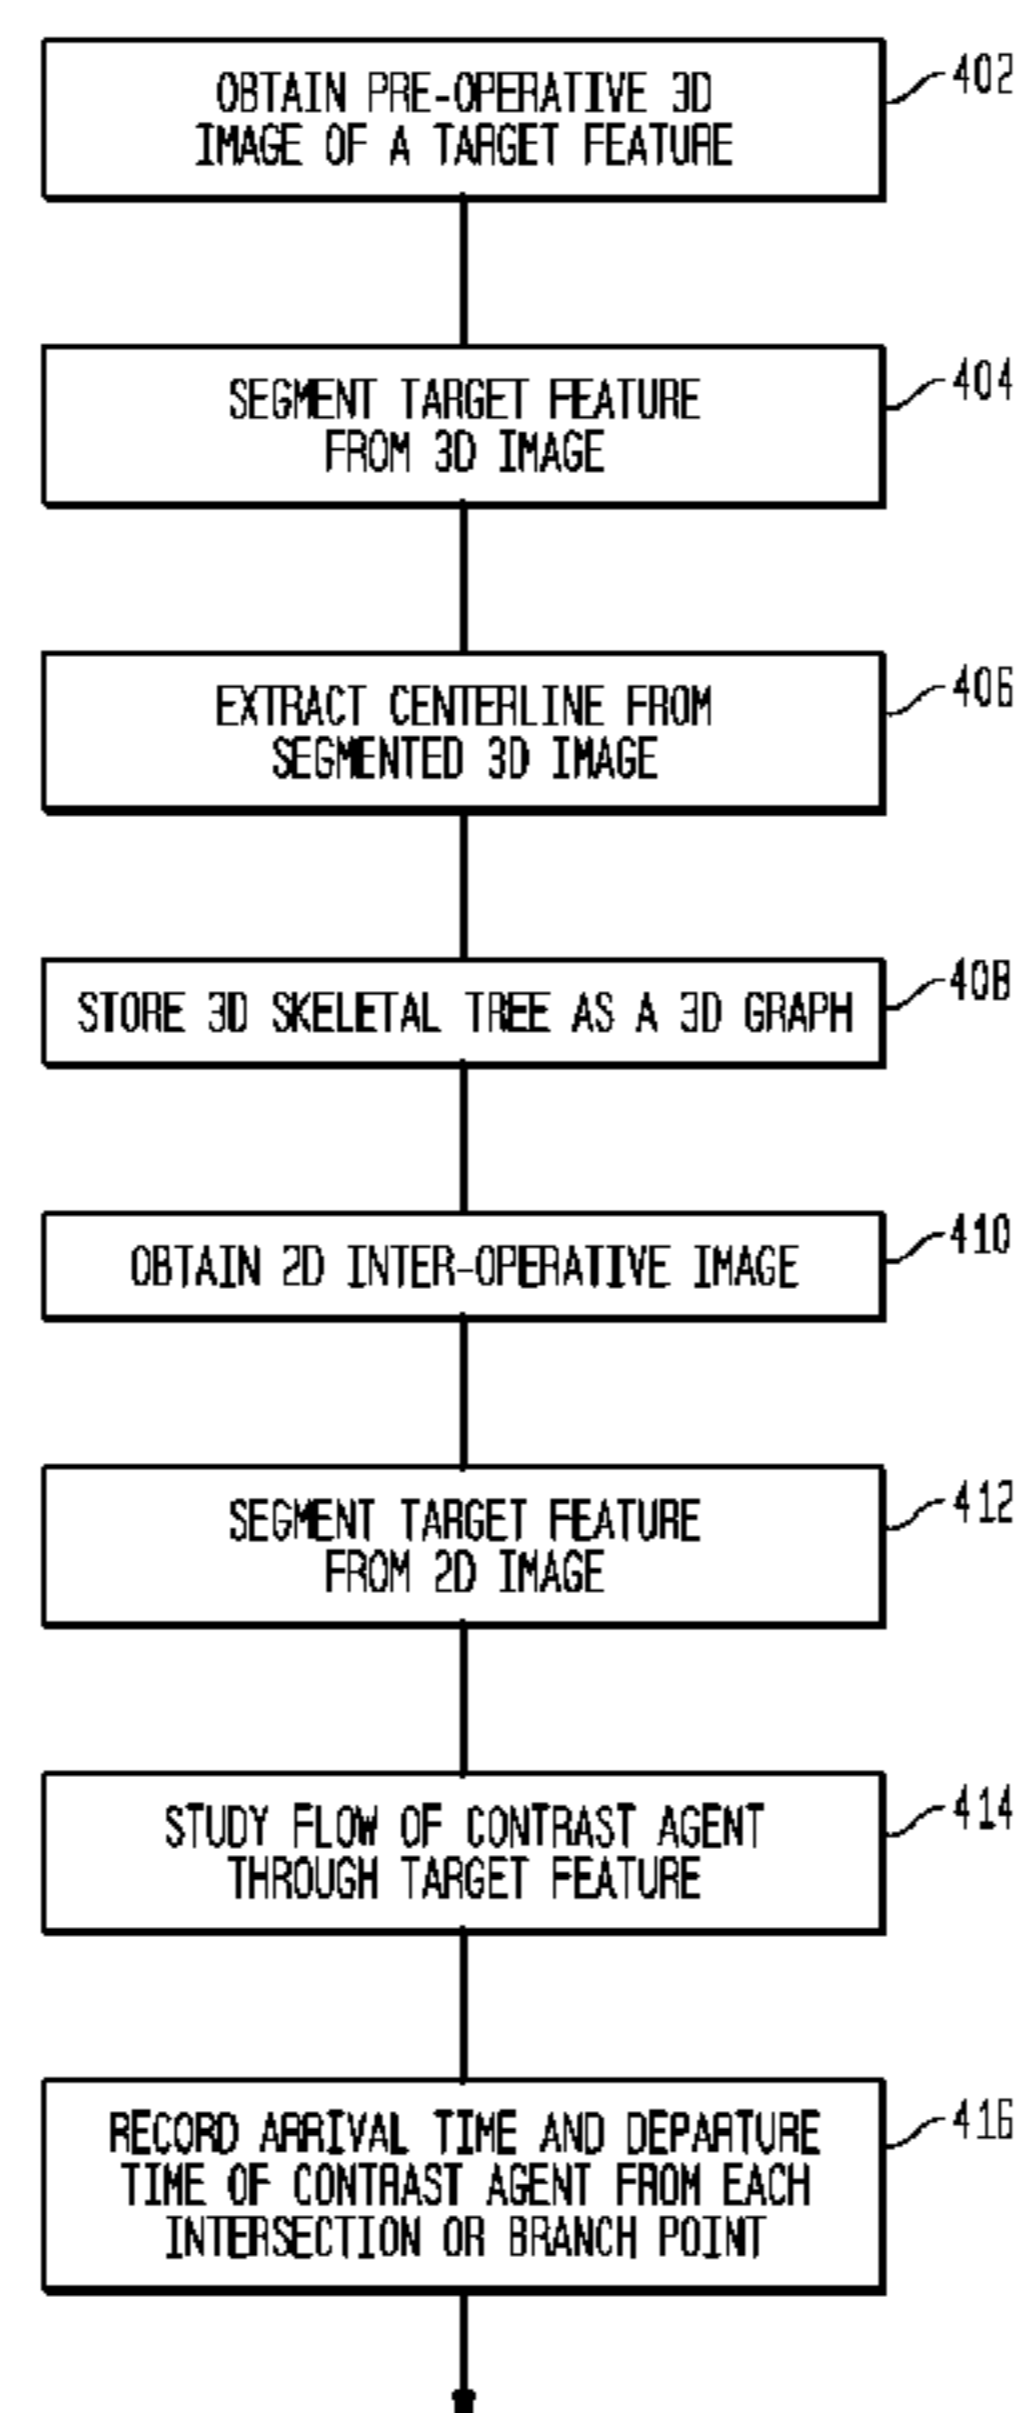 OBTAIN PRE-OPERATIVE 3D
IMAGE OF A TARGET FEATURE
402
SEGMENT TARGET FEATURE
FROM 3D IMAGE
404
EXTRACT CENTERLINE FROM
SEGMENTED 3D IMAGE
406
STORE 3D SKELETAL TREE AS A 3D GRAPH
408
OBTAIN 2D INTER-OPERATIVE IMAGE
410
SEGMENT TARGET FEATURE
FROM 2D IMAGE
412
STUDY FLOW OF CONTRAST AGENT
THROUGH TARGET FEATURE
414
RECORD ARRIVAL TIME AND DEPARTURE
TIME OF CONTRAST AGENT FROM EACH
INTERSECTION OR BRANCH POINT
416